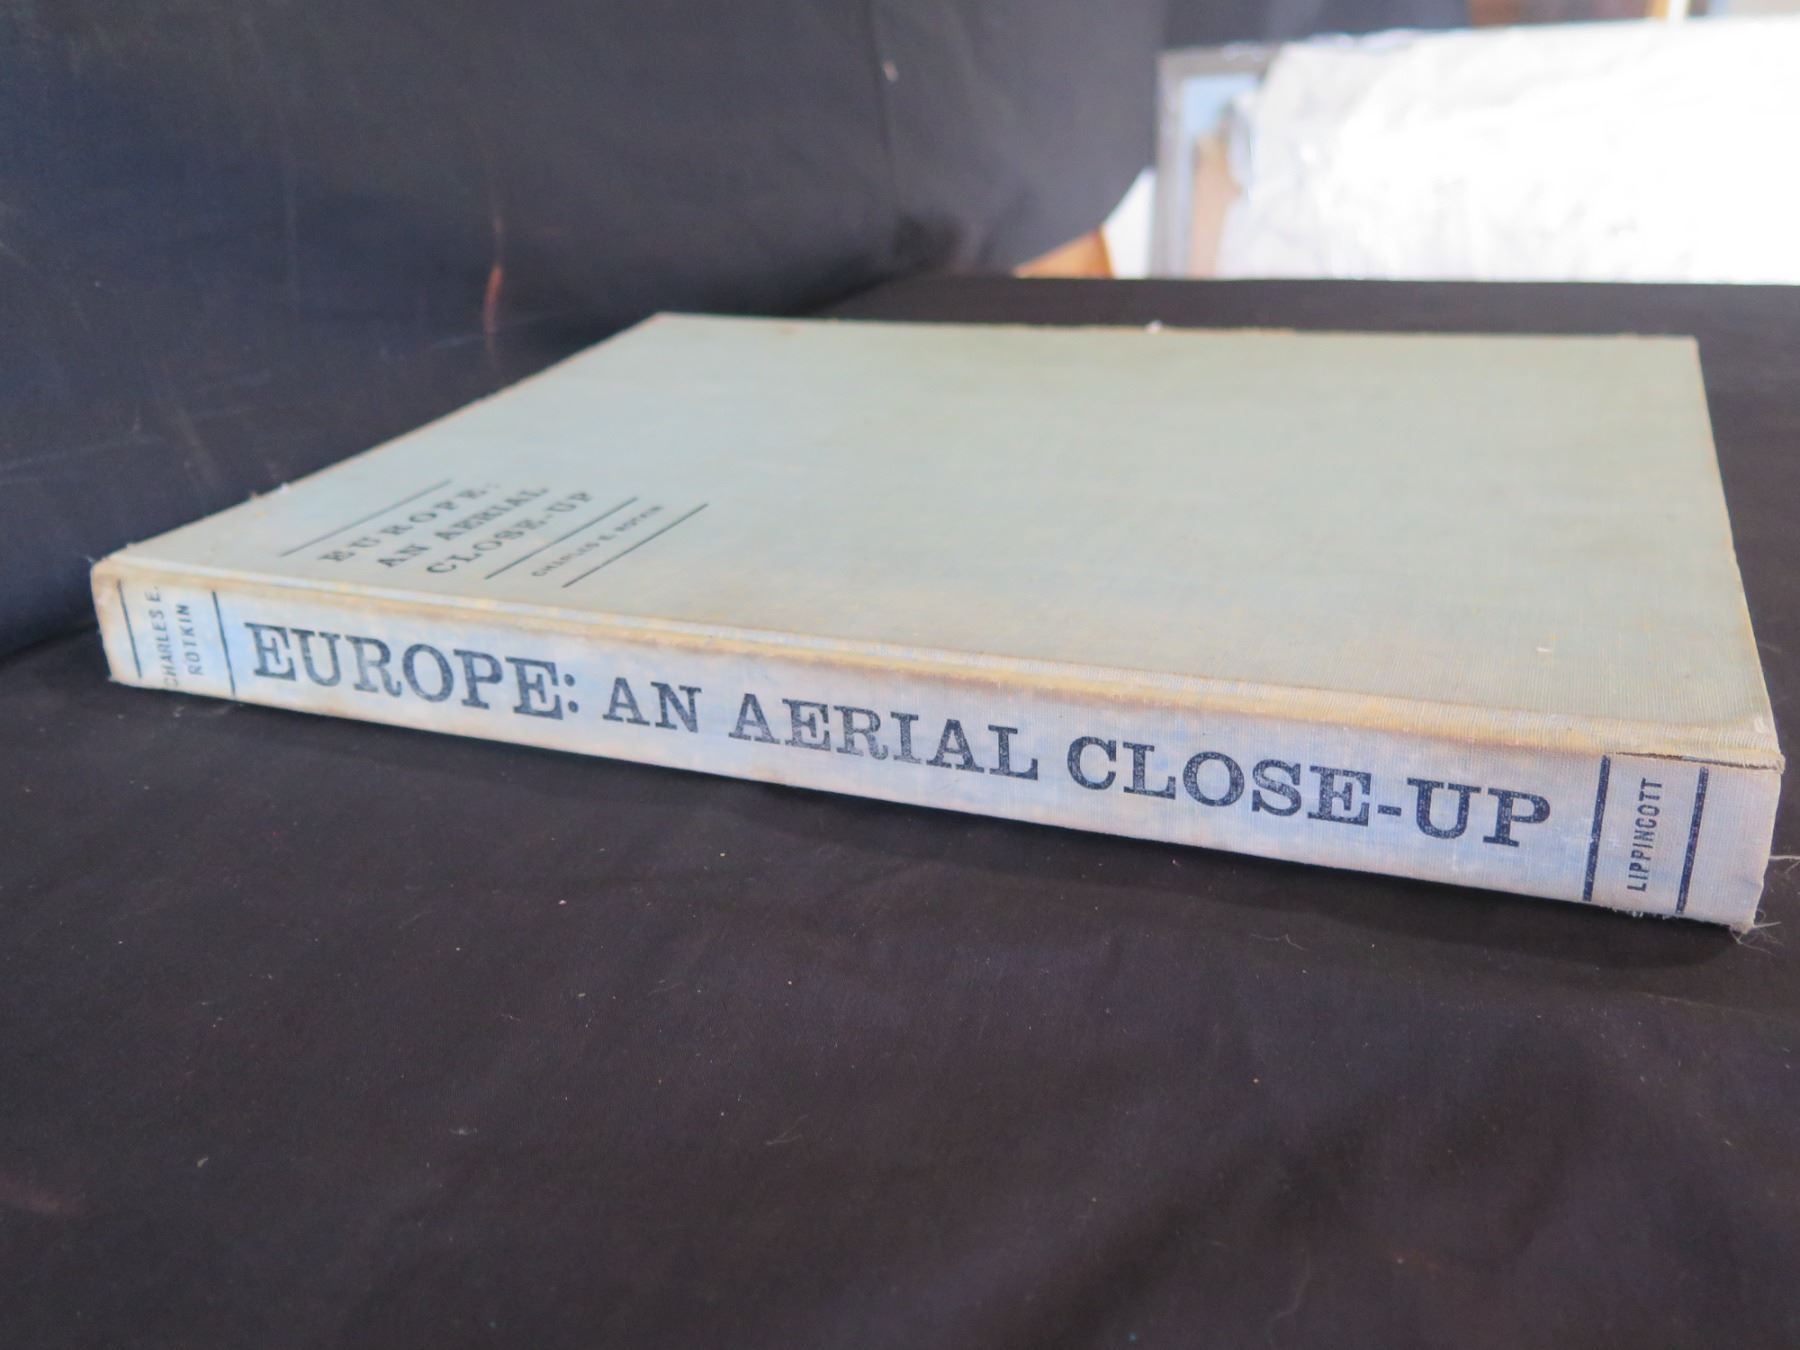 EUROPE:
AN AERIAL
CLOSE-UP
CHARLES E. ROTKIN
CHARLES E.
ROTKIN
EUROPE: AN AERIAL CLOSE-UP
LIPPINCOTT